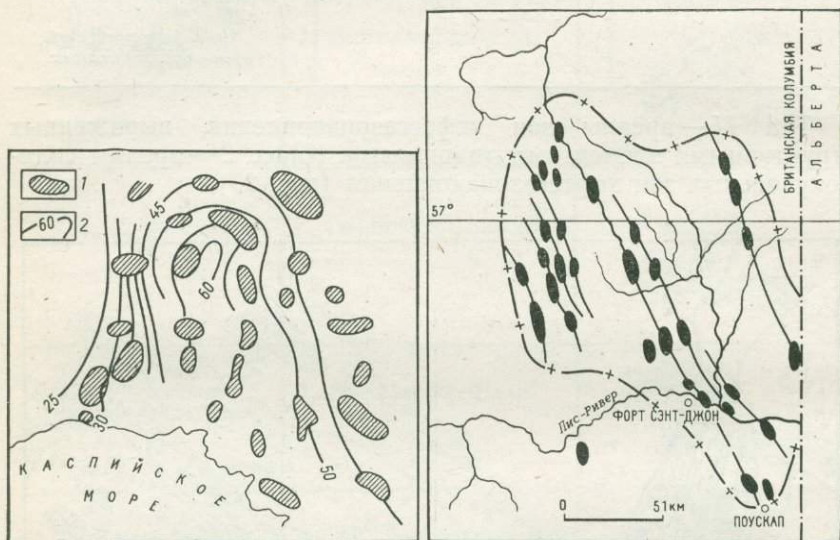 1
60 2
45
60
25
30
50
КАСПИЙСКОЕ
МОРЕ
БРИТАНСКАЯ КОЛУМБИЯ
АЛЬБЕРТА
57°
Пис-Ривер
ФОРТ СЭНТ-ДЖОН
0 51км
ПОУСКАП